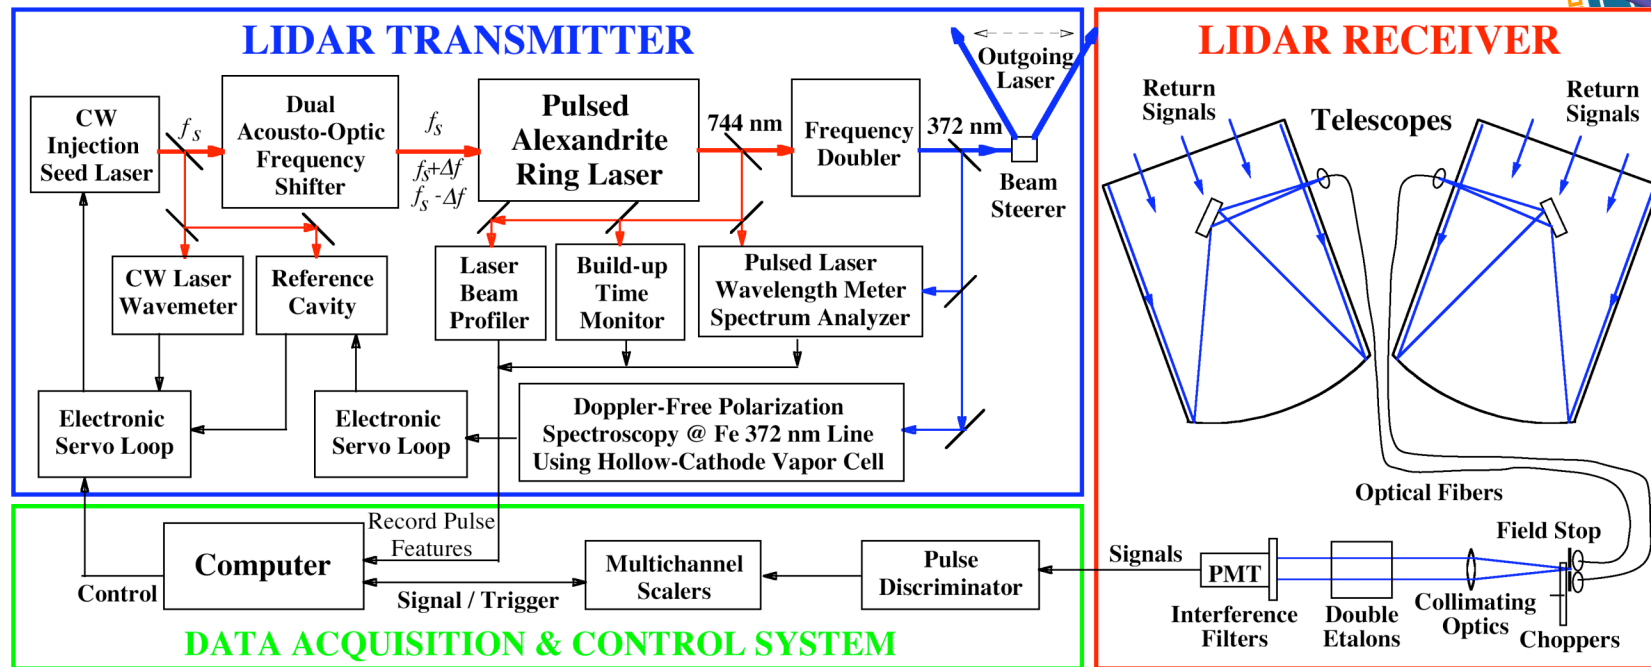 LIDAR TRANSMITTER
CW
Injection
Seed Laser
fs
Dual
Acousto-Optic
Frequency
Shifter
fs
fs+Δf
fs -Δf
Pulsed
Alexandrite
Ring Laser
744 nm
Frequency
Doubler
372 nm
Outgoing
Laser
Beam
Steerer
CW Laser
Wavemeter
Reference
Cavity
Laser
Beam
Profiler
Build-up
Time
Monitor
Pulsed Laser
Wavelength Meter
Spectrum Analyzer
Electronic
Servo Loop
Electronic
Servo Loop
Doppler-Free Polarization
Spectroscopy @ Fe 372 nm Line
Using Hollow-Cathode Vapor Cell
LIDAR RECEIVER
Return
Signals
Telescopes
Return
Signals
Optical Fibers
Field Stop
Signals
PMT
Interference
Filters
Double
Etalons
Collimating
Optics
Choppers
Record Pulse
Features
Computer
Control
Signal / Trigger
Multichannel
Scalers
Pulse
Discriminator
DATA ACQUISITION & CONTROL SYSTEM